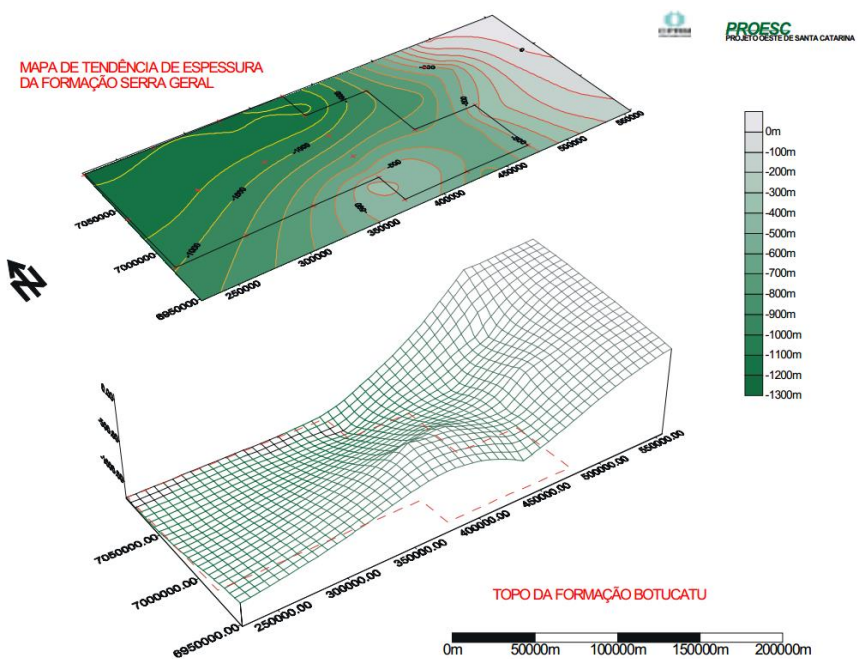 PROESC
PROJETO OESTE DE SANTA CATARINA
MAPA DE TENDÊNCIA DE ESPESSURA
DA FORMAÇÃO SERRA GERAL
0
-1000
-1000
7050000
7000000
6950000
250000
300000
350000
400000
450000
500000
550000
0m
-100m
-200m
-300m
-400m
-500m
-600m
-700m
-800m
-900m
-1000m
-1100m
-1200m
-1300m
N
7050000.00
7000000.00
6950000.00
250000.00
300000.00
350000.00
400000.00
450000.00
500000.00
550000.00
TOPO DA FORMAÇÃO BOTUCATU
0m 50000m 100000m 150000m 200000m